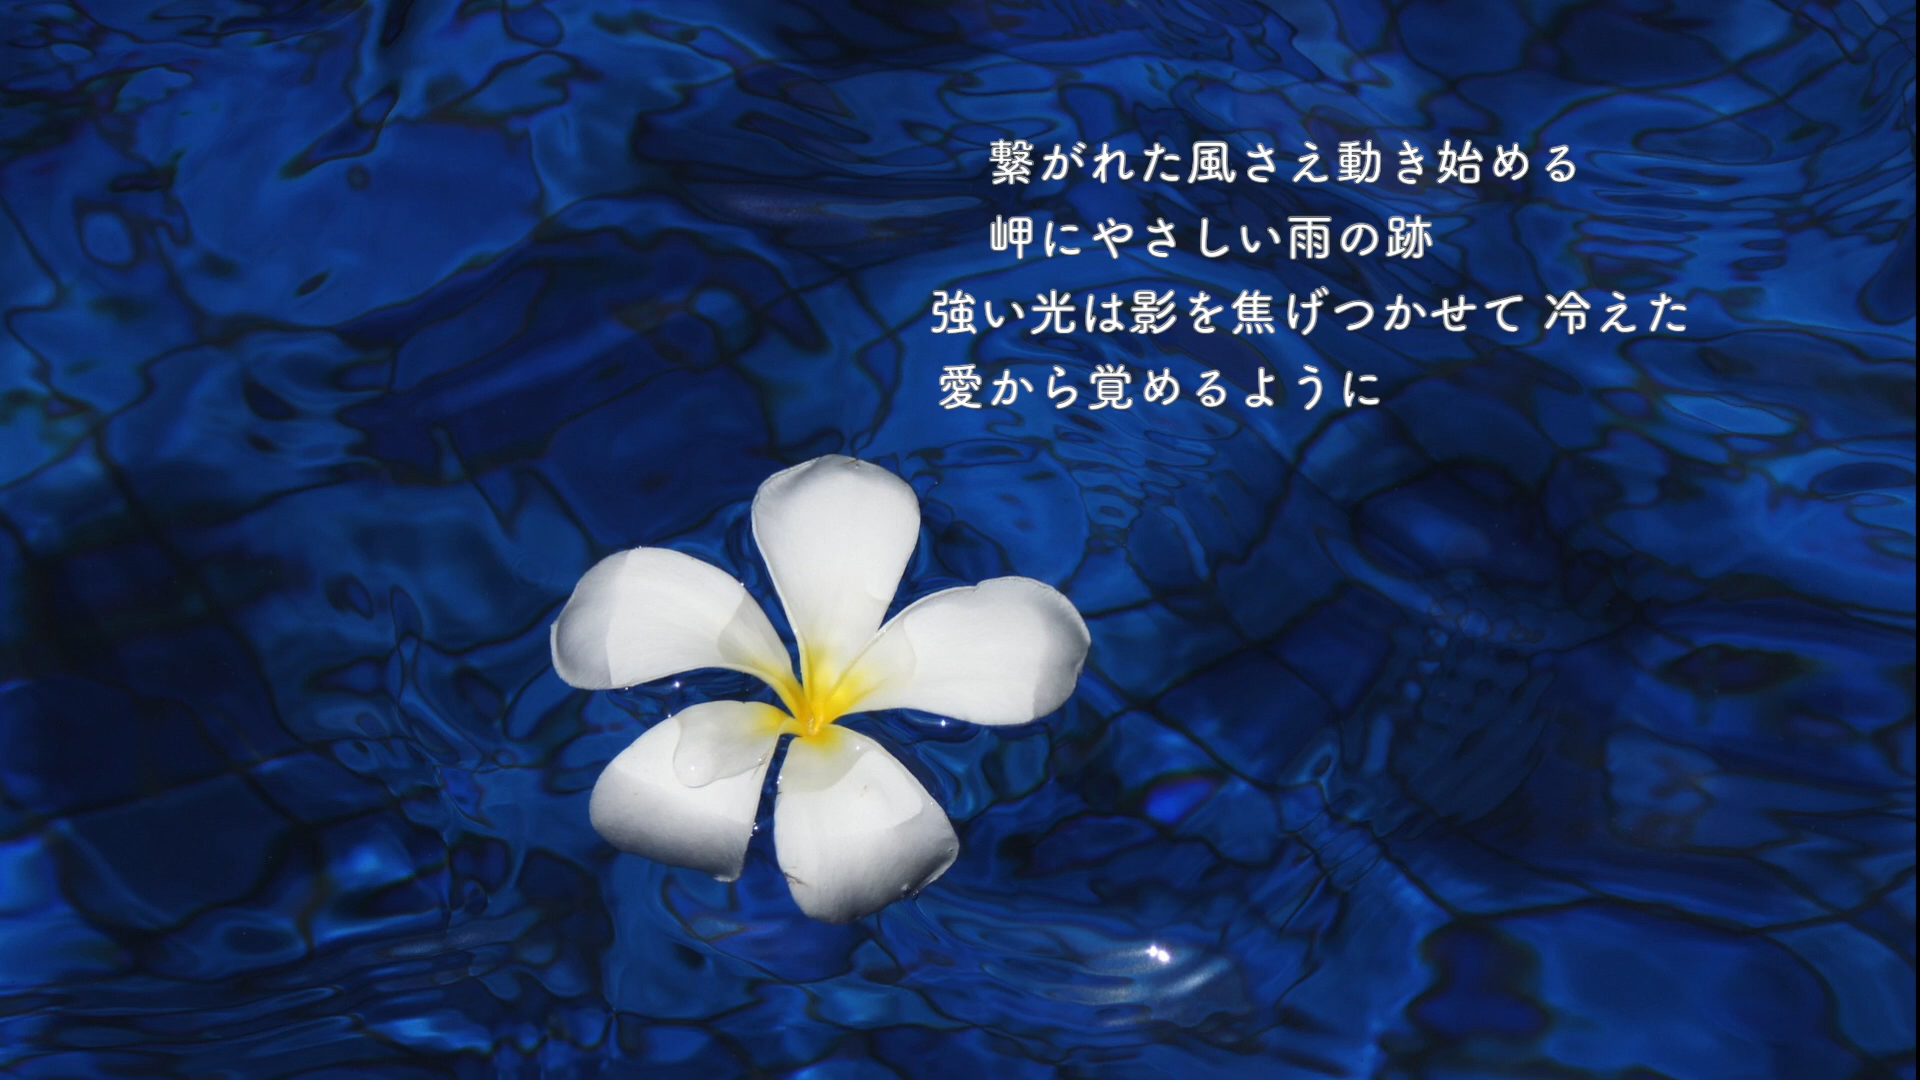 繋がれた風さえ動き始める
岬にやさしい雨の跡
強い光は影を焦げつかせて 冷えた
愛から覚めるように